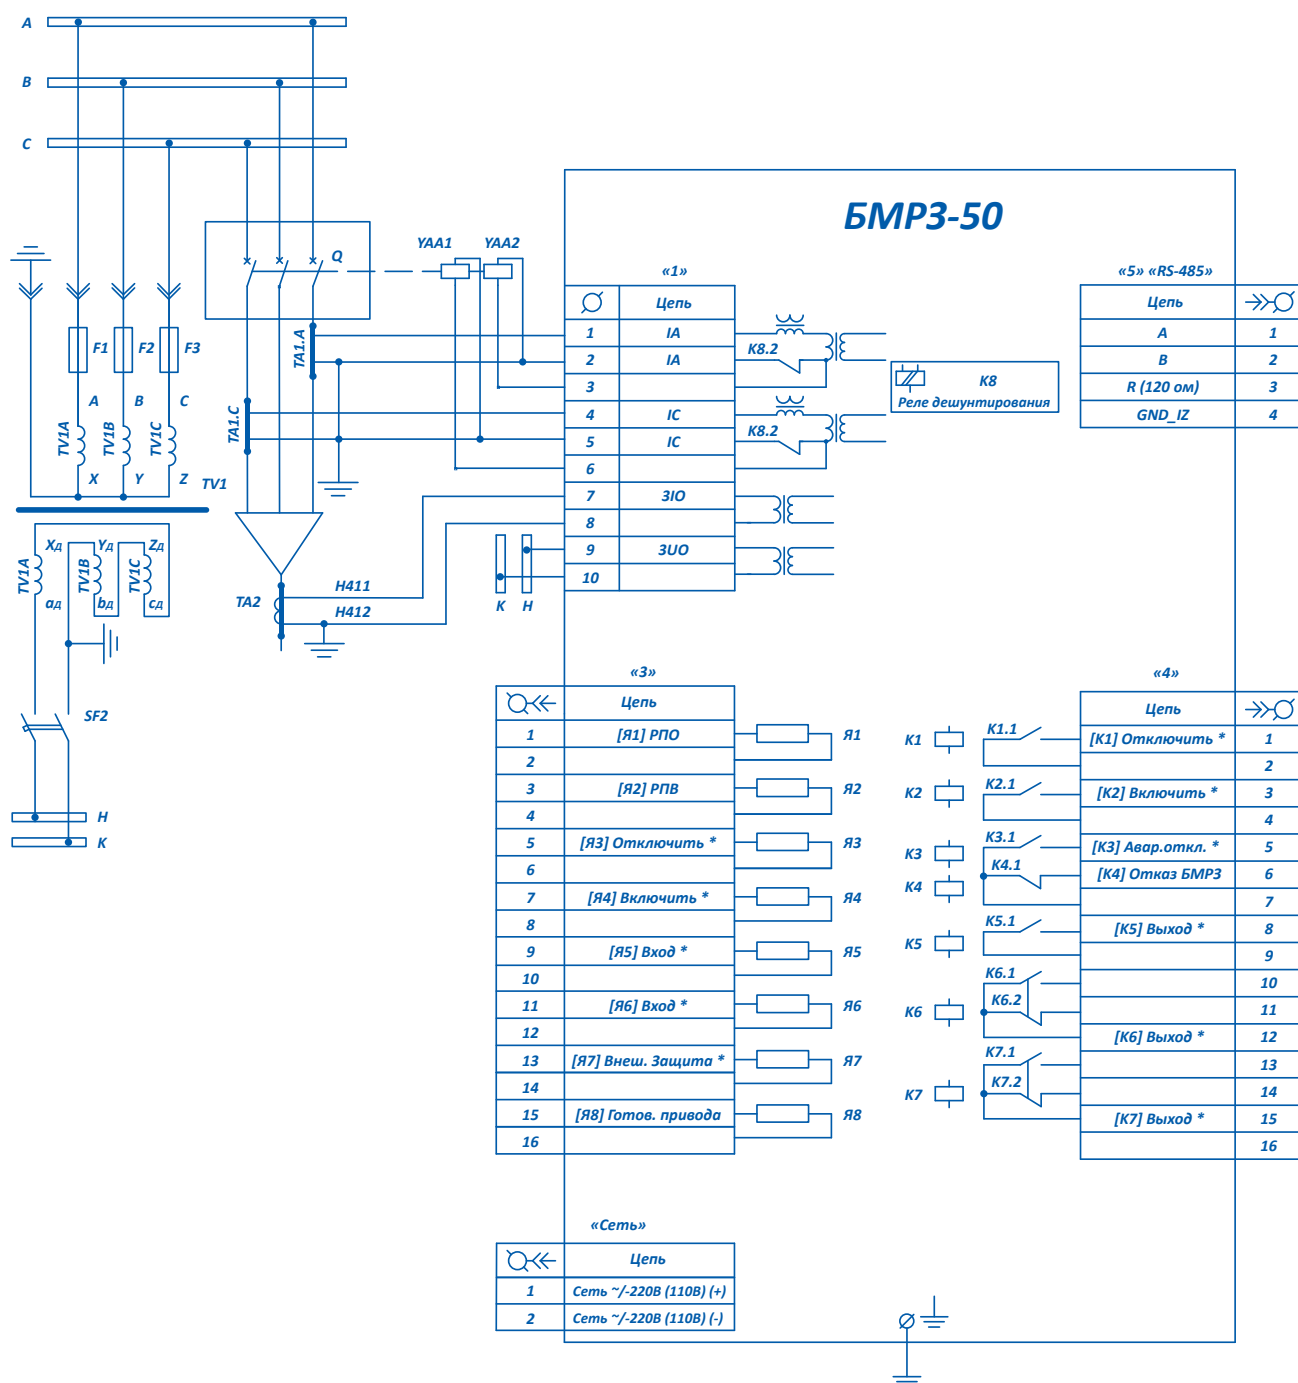 A
B
C
Q
YAA1
YAA2
F1
F2
F3
A
B
C
TV1A
TV1B
TV1C
X
Y
Z
TV1
TA1.A
TA1.C
Xд
Yд
Zд
TV1A
TV1B
TV1C
aд
bд
cд
SF2
H
K
TA2
H411
H412
K
H
БМРЗ-50
«1»
Цепь
1 IA
2 IA
3
4 IC
5 IC
6
7 3IO
8
9 3UO
10
K8.2
K8.2
K8
Реле дешунтирования
«5» «RS-485»
Цепь
A 1
B 2
R (120 ом) 3
GND_IZ 4
«3»
Цепь
1 [Я1] РПО Я1
2
3 [Я2] РПВ Я2
4
5 [Я3] Отключить * Я3
6
7 [Я4] Включить * Я4
8
9 [Я5] Вход * Я5
10
11 [Я6] Вход * Я6
12
13 [Я7] Внеш. Защита * Я7
14
15 [Я8] Готов. привода Я8
16
«4»
Цепь
K1 K1.1 [K1] Отключить * 1
2
K2 K2.1 [K2] Включить * 3
4
K3 K3.1 [K3] Авар.откл. * 5
K4 K4.1 [K4] Отказ БМРЗ 6
7
K5 K5.1 [K5] Выход * 8
9
K6.1 10
K6 K6.2 11
[K6] Выход * 12
K7.1 13
K7 K7.2 14
[K7] Выход * 15
16
«Сеть»
Цепь
1 Сеть ~/-220В (110В) (+)
2 Сеть ~/-220В (110В) (-)